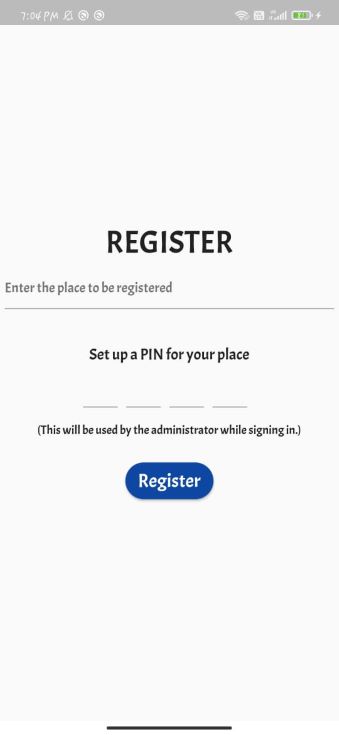 7:04 PM
REGISTER
Enter the place to be registered
Set up a PIN for your place
(This will be used by the administrator while signing in.)
Register